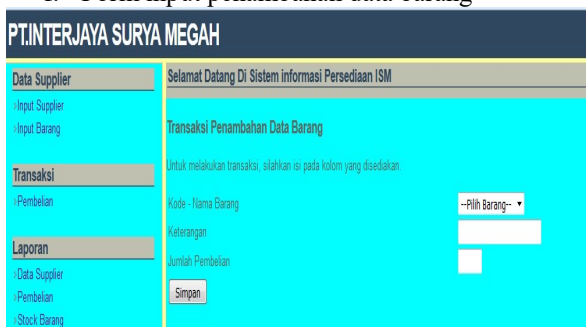 PT.INTERJAYA SURYA MEGAH
Data Supplier
›Input Supplier
›Input Barang
Transaksi
›Pembelian
Laporan
›Data Supplier
›Pembelian
›Stock Barang
Selamat Datang Di Sistem informasi Persediaan ISM
Transaksi Penambahan Data Barang
Untuk melakukan transaksi, silahkan isi pada kolom yang disediakan.
Kode - Nama Barang
--Pilih Barang--
Keterangan
Jumlah Pembelian
Simpan